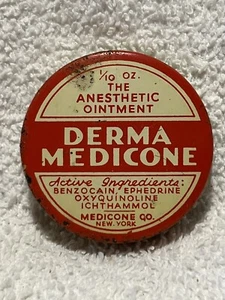 1/10 OZ.
THE
ANESTHETIC
OINTMENT
DERMA
MEDICONE
Active Ingredients:
BENZOCAIN, EPHEDRINE
OXYQUINOLINE
ICHTHAMMOL
MEDICONE CO.
NEW YORK